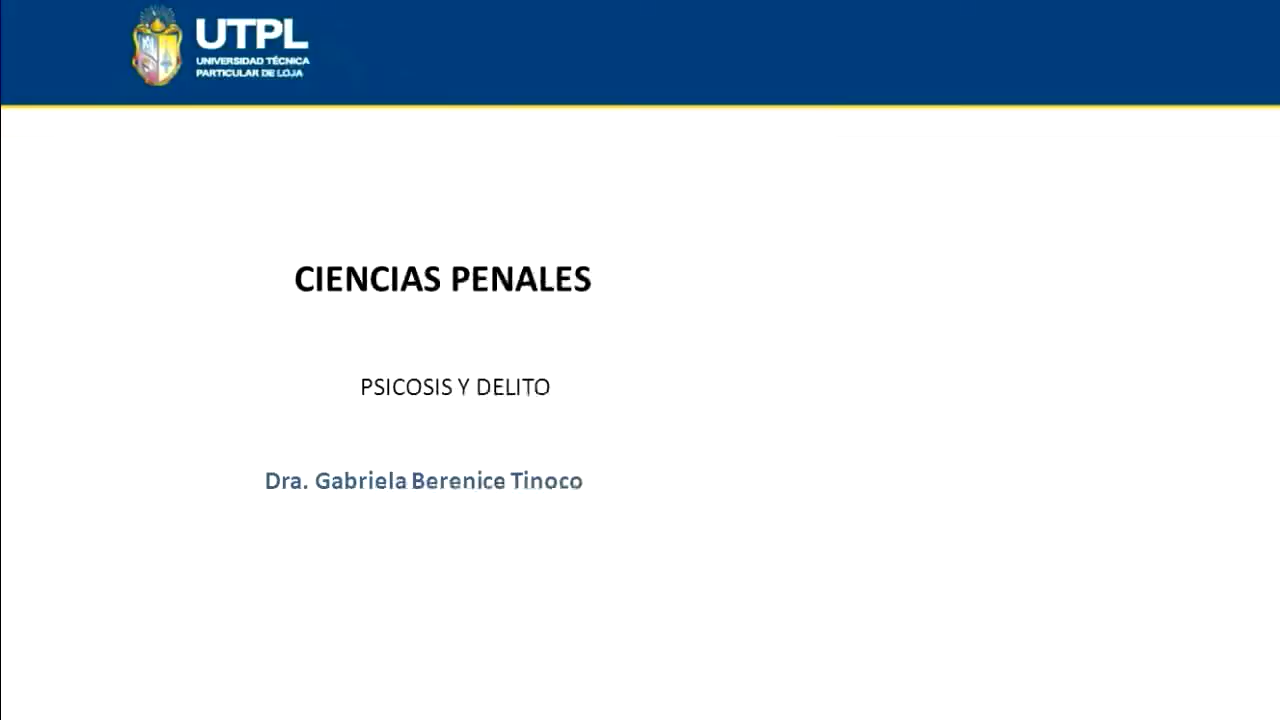 UTPL
UNIVERSIDAD TÉCNICA
PARTICULAR DE LOJA
CIENCIAS PENALES
PSICOSIS Y DELITO
Dra. Gabriela Berenice Tinoco